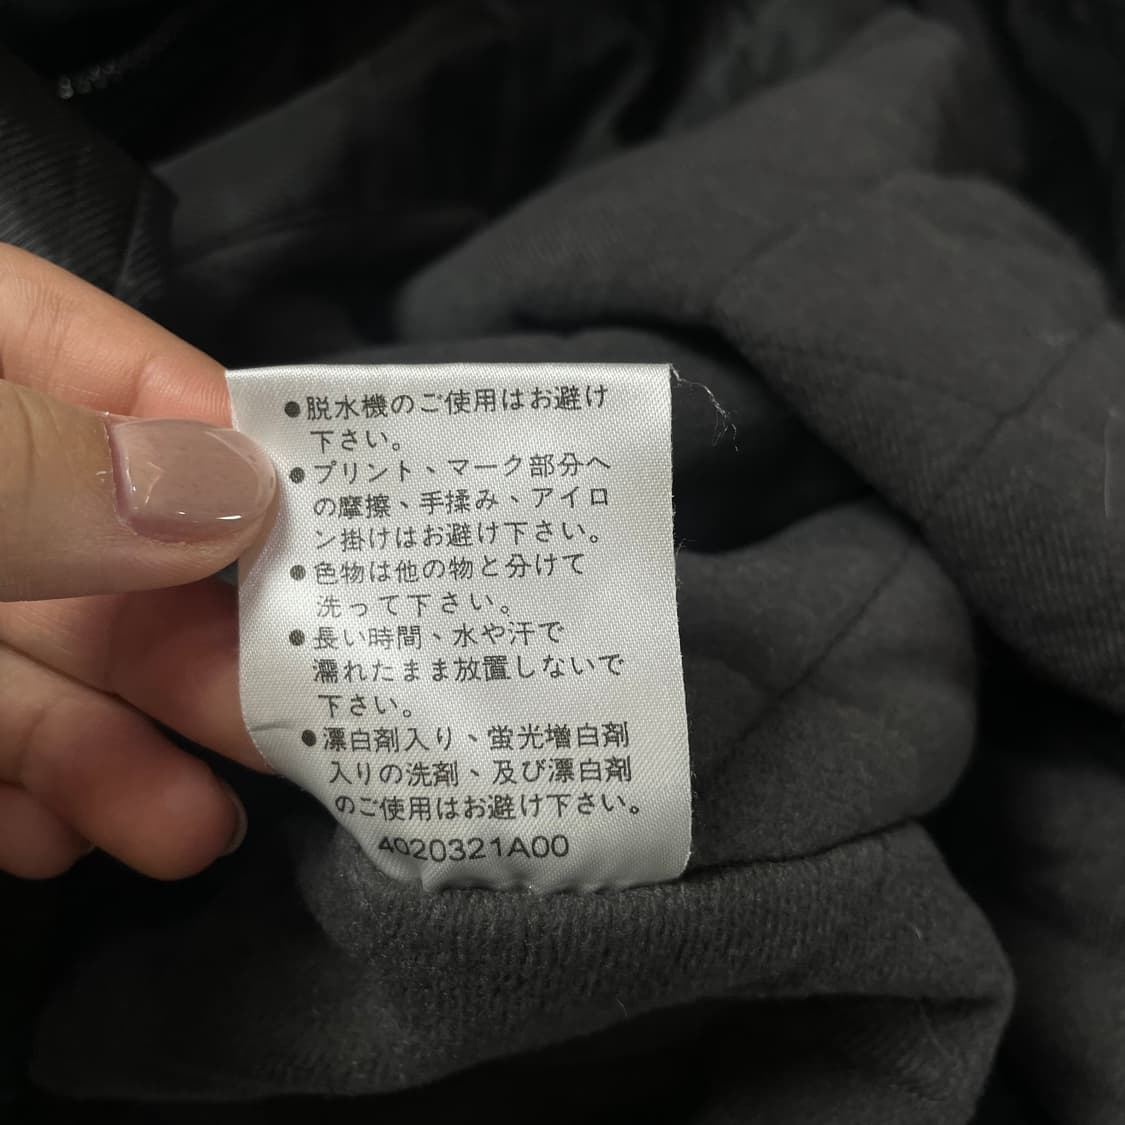 ●脱水機のご使用はお避け
下さい。
●プリント、マーク部分へ
の摩擦、手揉み、アイロ
ン掛けはお避け下さい。
●色物は他の物と分けて
洗って下さい。
●長い時間、水や汗で
濡れたまま放置しないで
下さい。
●漂白剤入り、蛍光増白剤
入りの洗剤、及び漂白剤
のご使用はお避け下さい。
4020321A00